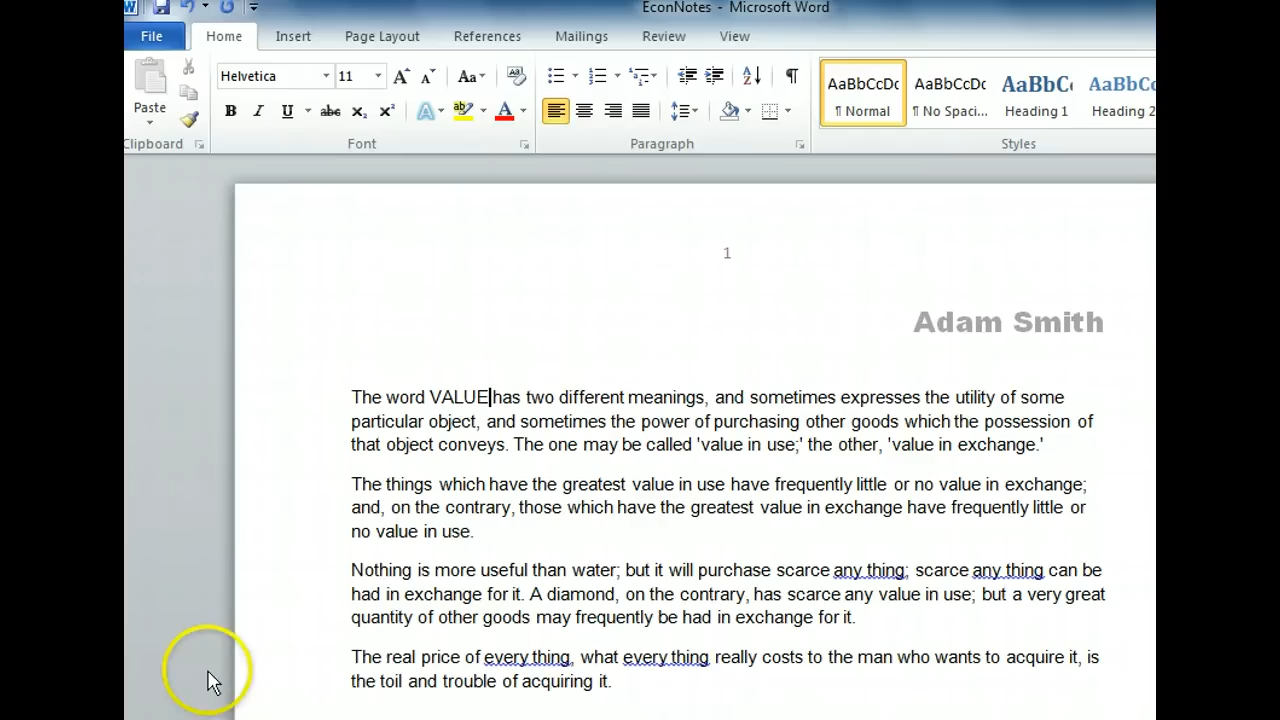 EconNotes - Microsoft Word
File Home Insert Page Layout References Mailings Review View
Helvetica 11 Aa AaBbCcDc AaBbCcDc AaBbC AaBbCc
Paste B I U abc x₂ x² A ab A ¶ Normal ¶ No Spaci... Heading 1 Heading 2
Clipboard Font Paragraph Styles
1
Adam Smith
The word VALUE has two different meanings, and sometimes expresses the utility of some
particular object, and sometimes the power of purchasing other goods which the possession of
that object conveys. The one may be called 'value in use;' the other, 'value in exchange.'
The things which have the greatest value in use have frequently little or no value in exchange;
and, on the contrary, those which have the greatest value in exchange have frequently little or
no value in use.
Nothing is more useful than water; but it will purchase scarce any thing; scarce any thing can be
had in exchange for it. A diamond, on the contrary, has scarce any value in use; but a very great
quantity of other goods may frequently be had in exchange for it.
The real price of every thing, what every thing really costs to the man who wants to acquire it, is
the toil and trouble of acquiring it.